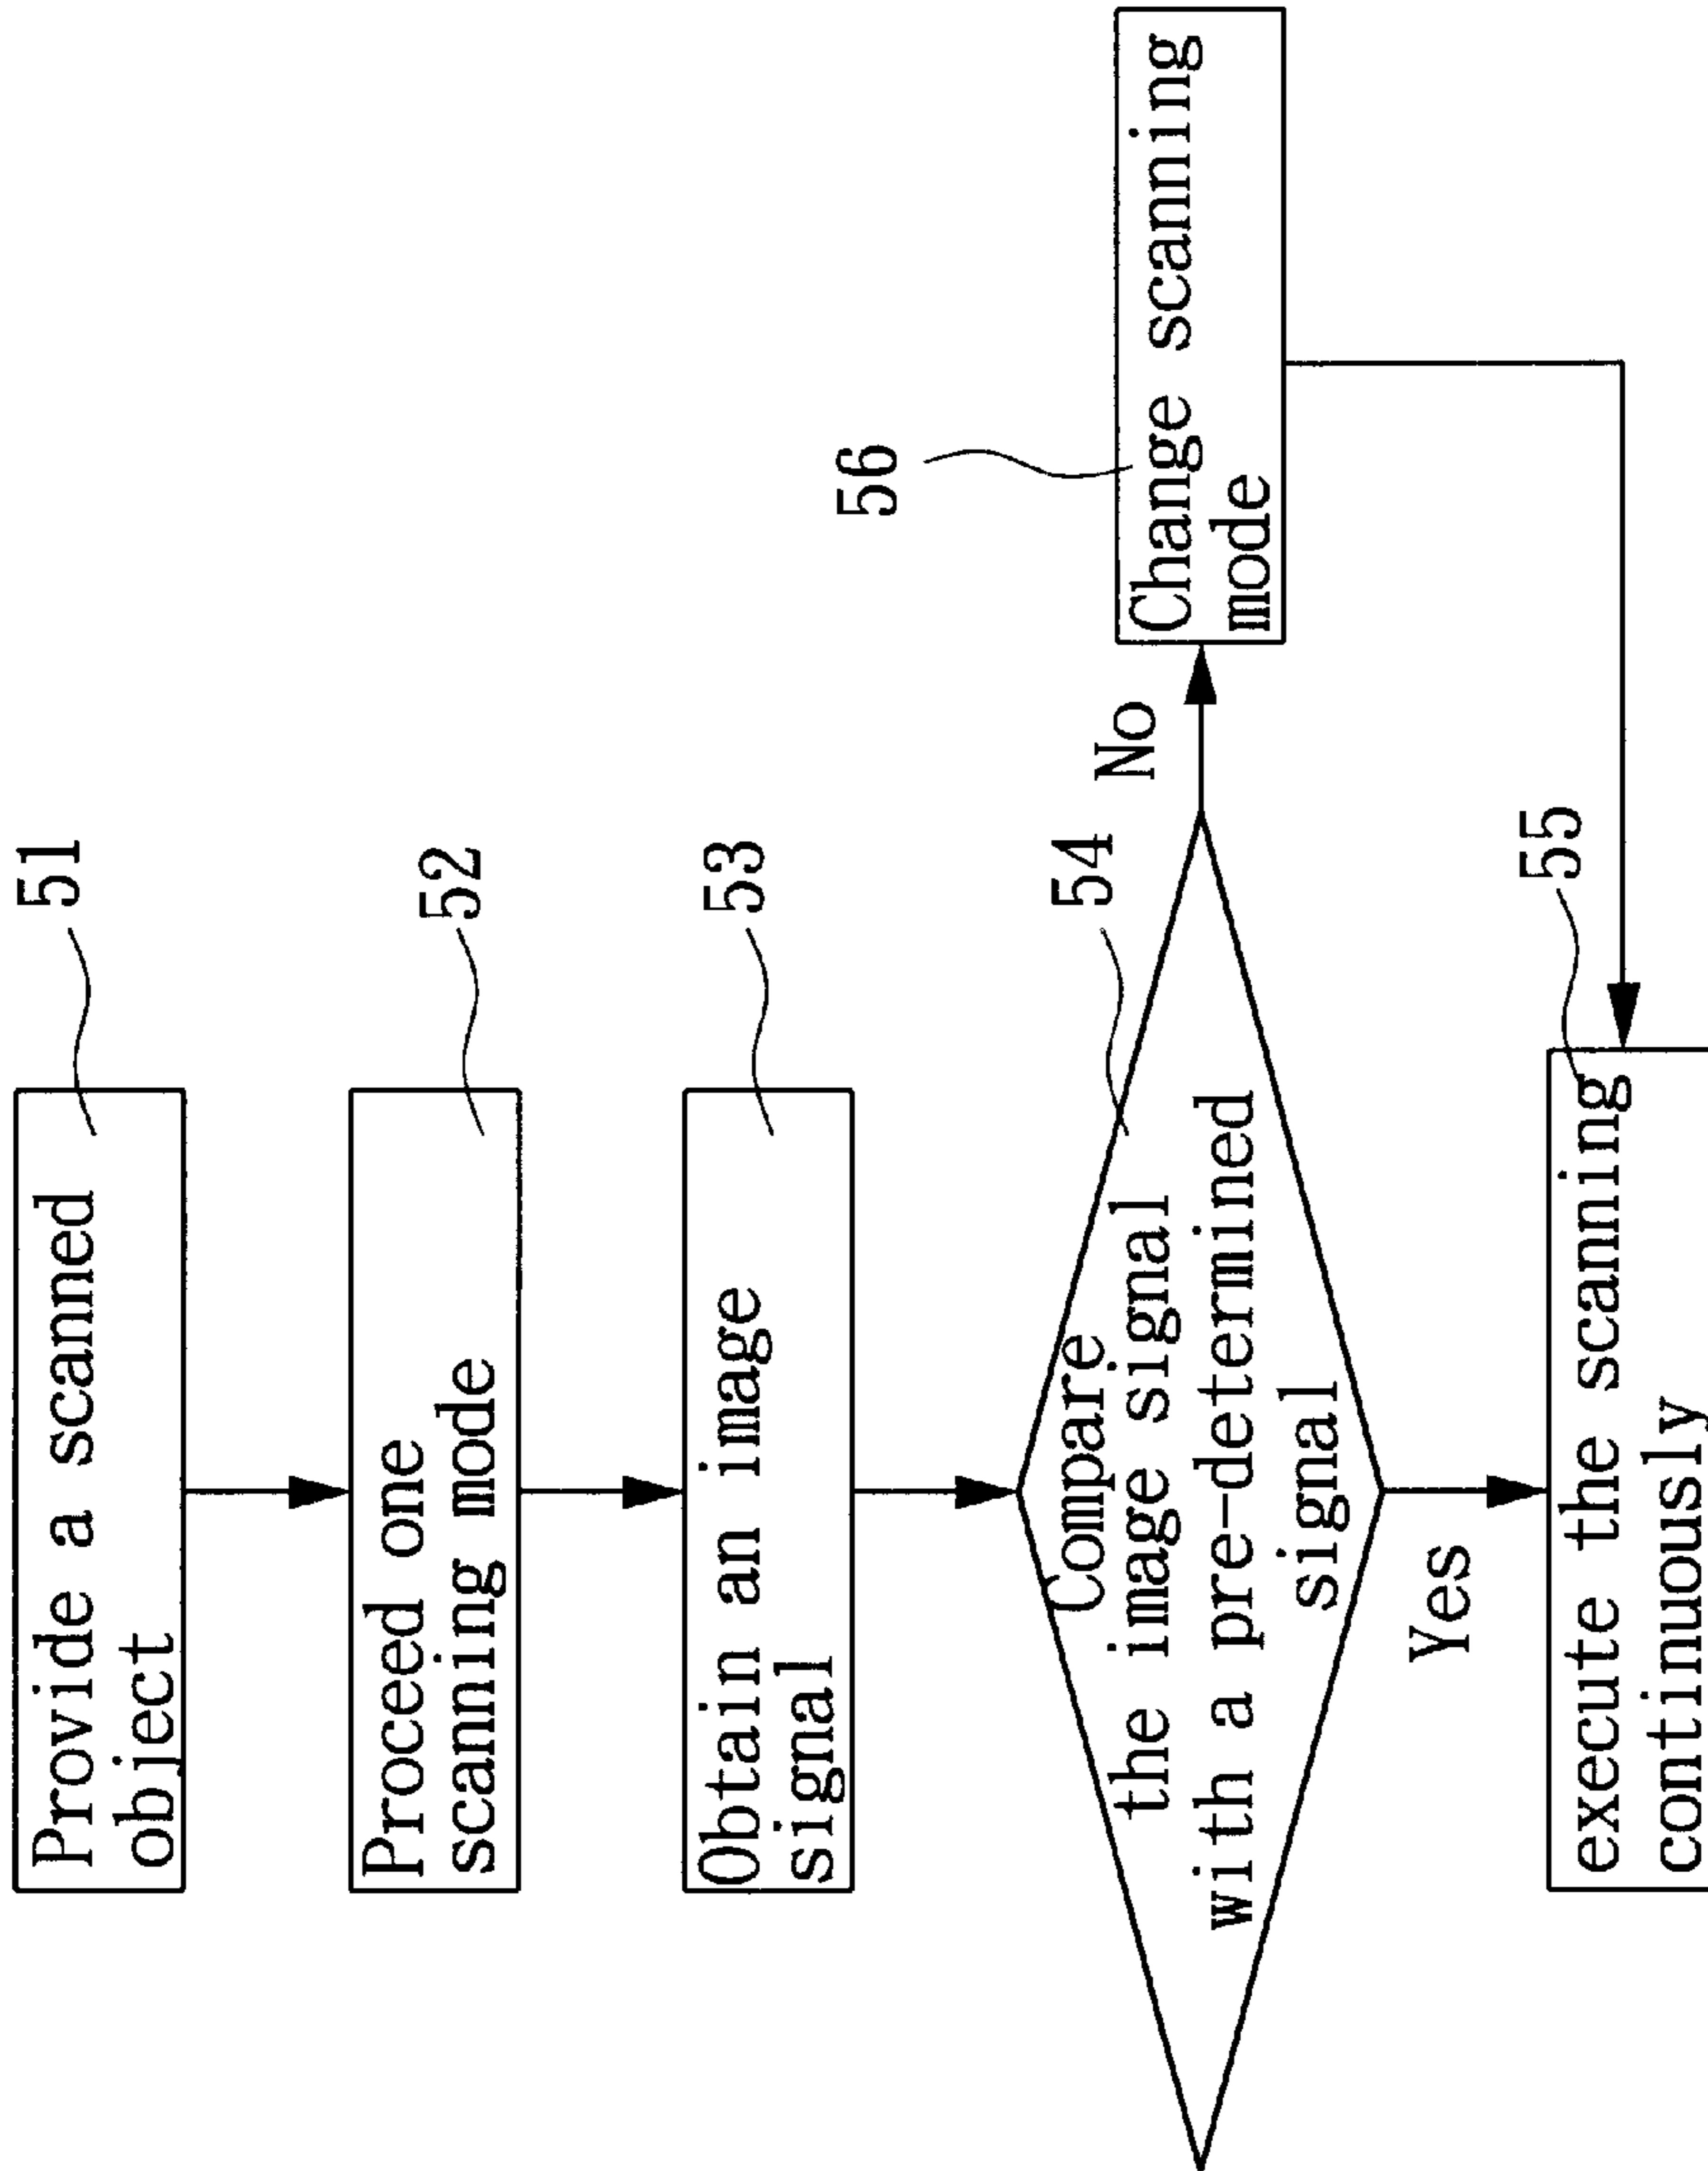 Provide a scanned
object
51
Proceed one
scanning mode
52
Obtain an image
signal
53
Compare
the image signal
with a pre-determined
signal
54
No
Change scanning
mode
56
Yes
execute the scanning
continuously
55